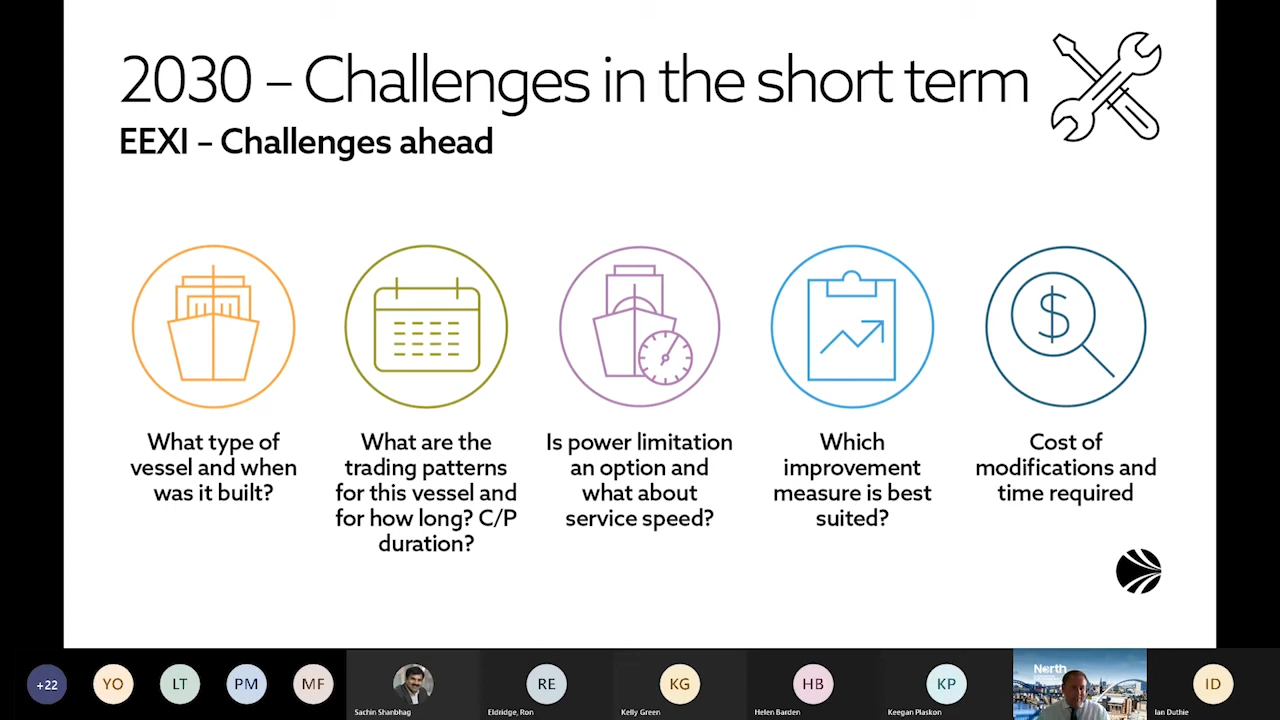 2030 – Challenges in the short term
EEXI – Challenges ahead
What type of
vessel and when
was it built?
What are the
trading patterns
for this vessel and
for how long? C/P
duration?
Is power limitation
an option and
what about
service speed?
Which
improvement
measure is best
suited?
Cost of
modifications and
time required
$
+22
YO
LT
PM
MF
Sachin Shanbhag
RE
Eldridge, Ron
KG
Kelly Green
HB
Helen Barden
KP
Keegan Plaskon
North
ID
Ian Duthie